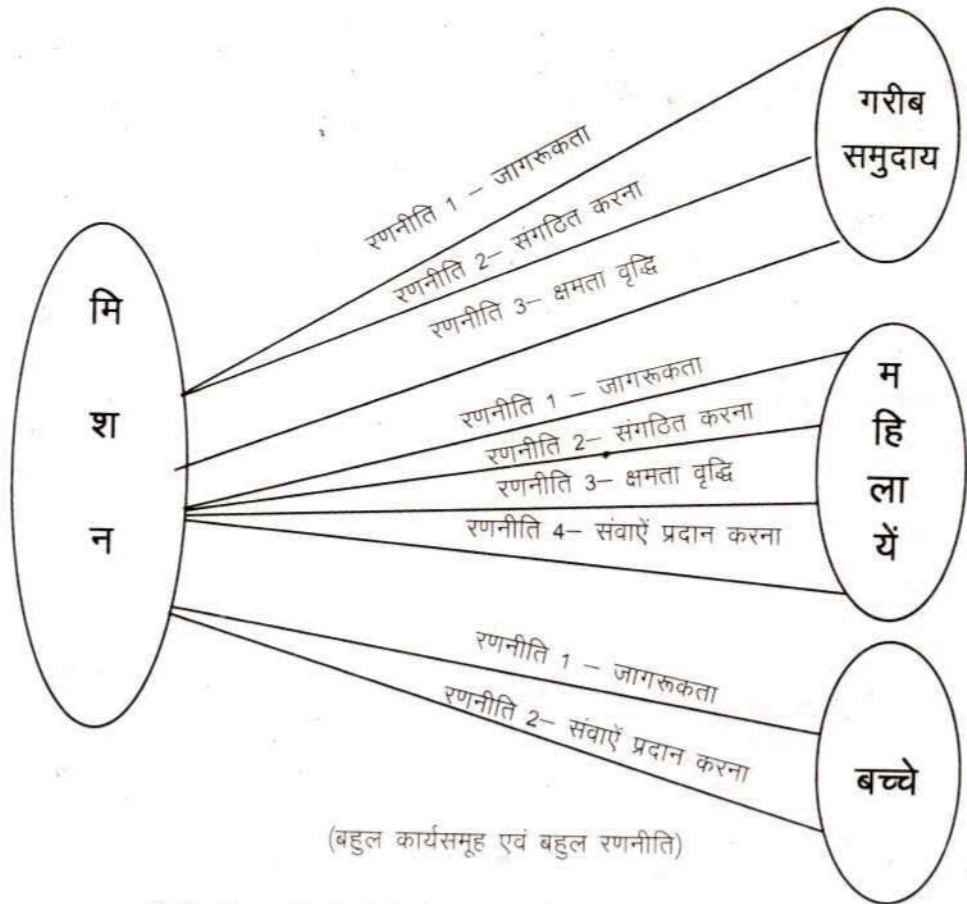 मिशन
रणनीति 1 – जागरूकता
रणनीति 2– संगठित करना
रणनीति 3– क्षमता वृद्धि
गरीब
समुदाय
रणनीति 1 – जागरूकता
रणनीति 2– संगठित करना
रणनीति 3– क्षमता वृद्धि
रणनीति 4– संवाऐं प्रदान करना
महिलायें
रणनीति 1 – जागरूकता
रणनीति 2– संवाऐं प्रदान करना
बच्चे
(बहुल कार्यसमूह एवं बहुल रणनीति)